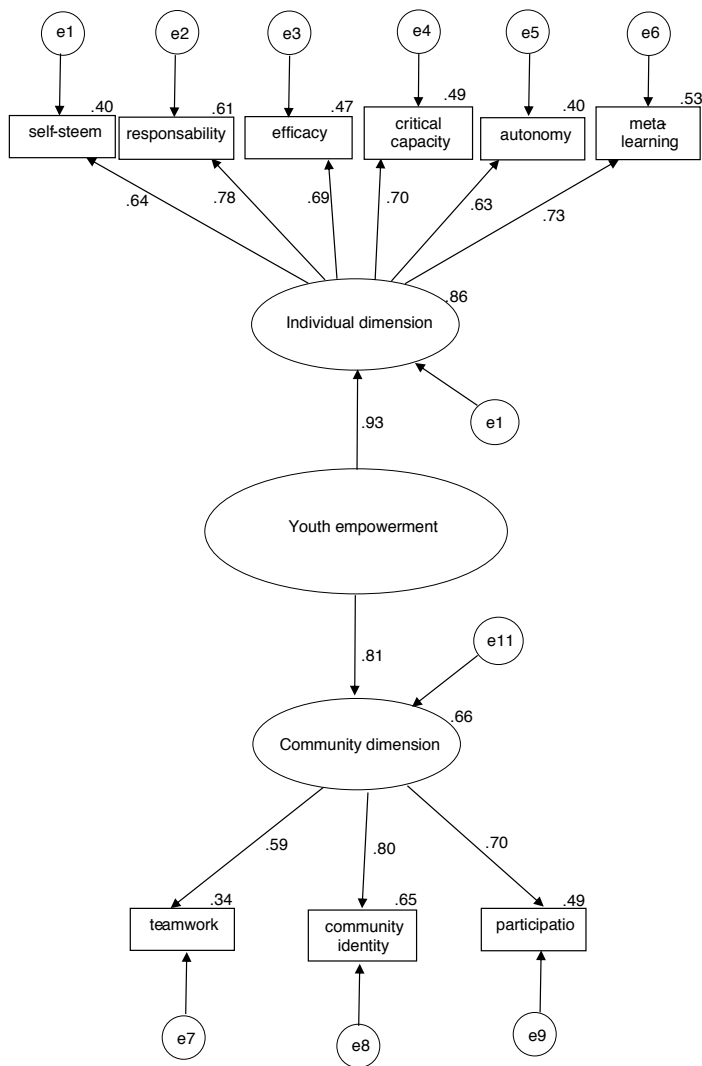 e1
e2
e3
e4
e5
e6
.40
.61
.47
.49
.40
.53
self-steem
responsability
efficacy
critical
capacity
autonomy
meta-
learning
.64
.78
.69
.70
.63
.73
.86
Individual dimension
.93
e1
Youth empowerment
.81
e11
.66
Community dimension
.59
.80
.70
.34
.65
.49
teamwork
community
identity
participatio
e7
e8
e9